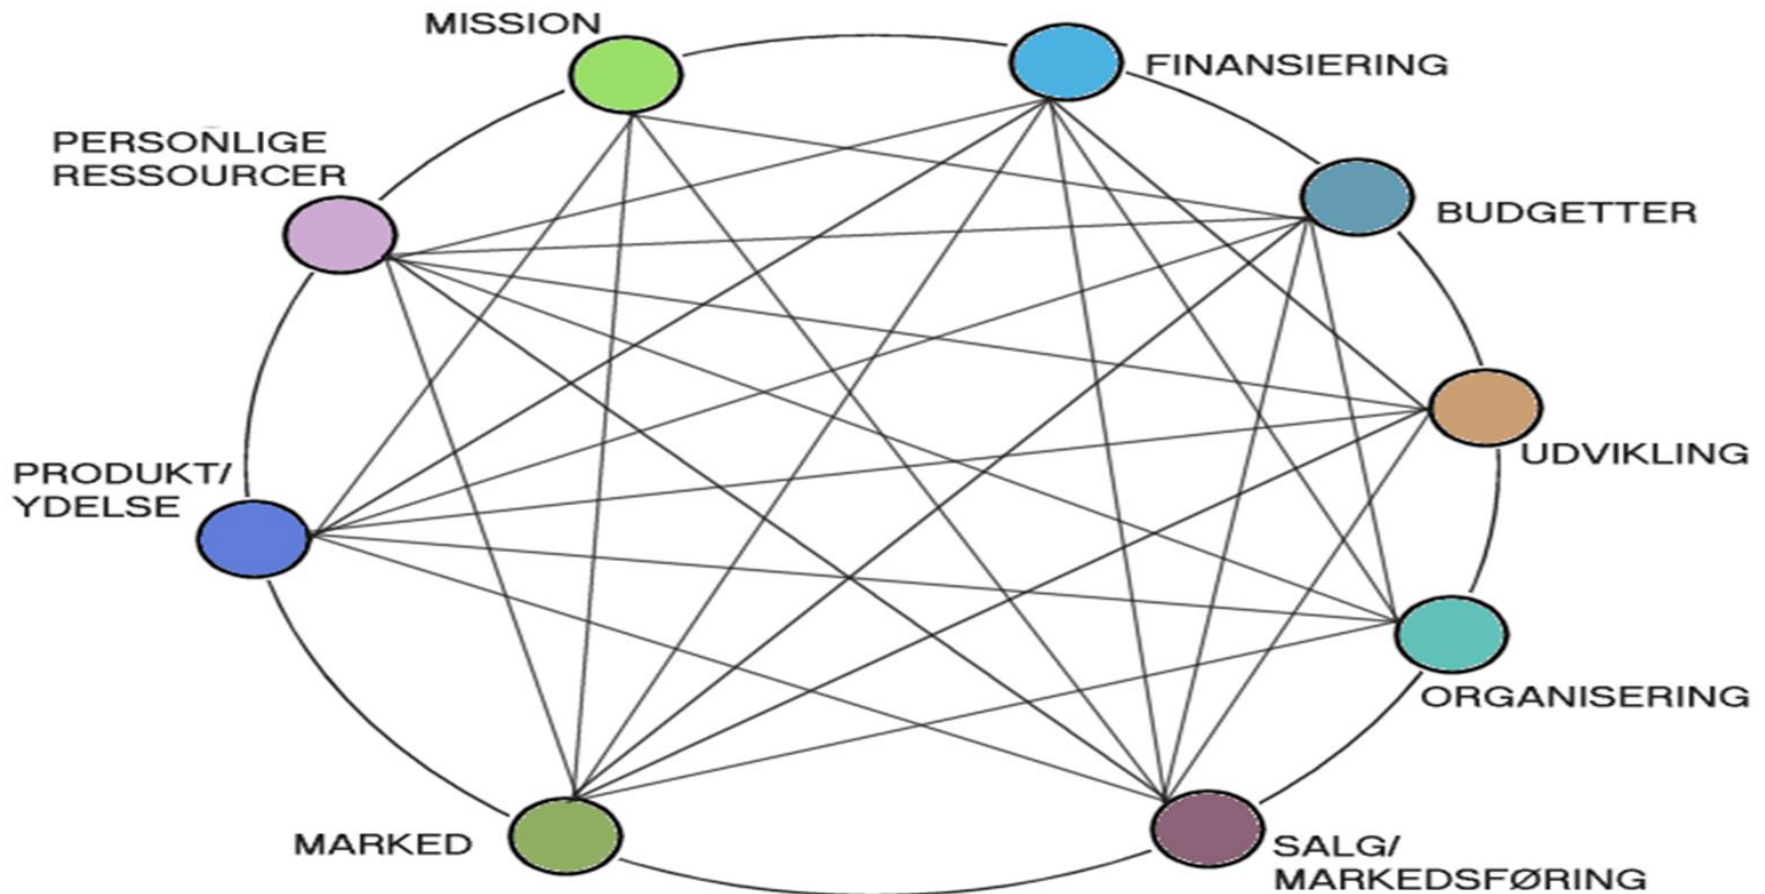 MISSION
FINANSIERING
PERSONLIGE
RESSOURCER
BUDGETTER
PRODUKT/
YDELSE
UDVIKLING
ORGANISERING
MARKED
SALG/
MARKEDSFØRING